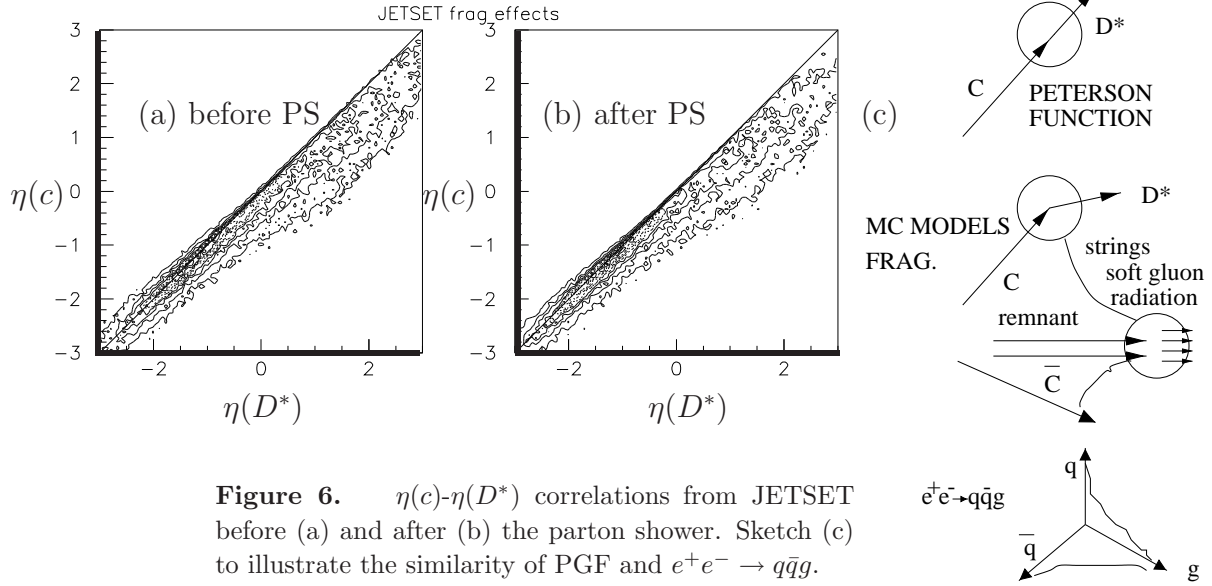 JETSET frag effects
3
2
1
0
−1
−2
−3
η(c)
(a) before PS
−2
0
2
η(D*)
3
2
1
0
−1
−2
−3
η(c)
(b) after PS
−2
0
2
η(D*)
(c)
D*
C
PETERSON
FUNCTION
D*
MC MODELS
FRAG.
C
strings
soft gluon
radiation
remnant
C̅
q
e⁺e⁻→qq̄g
q̅
g
Figure 6. η(c)-η(D*) correlations from JETSET
before (a) and after (b) the parton shower. Sketch (c)
to illustrate the similarity of PGF and e⁺e⁻ → qq̄g.